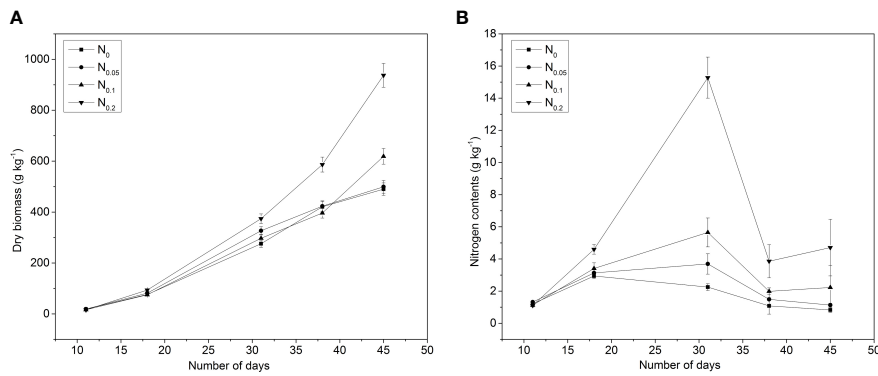 A
N0
N0.05
N0.1
N0.2
1000
800
600
400
200
0
Dry biomass (g kg-1)
10 15 20 25 30 35 40 45 50
Number of days
B
N0
N0.05
N0.1
N0.2
18
16
14
12
10
8
6
4
2
0
Nitrogen contents (g kg-1)
10 15 20 25 30 35 40 45 50
Number of days